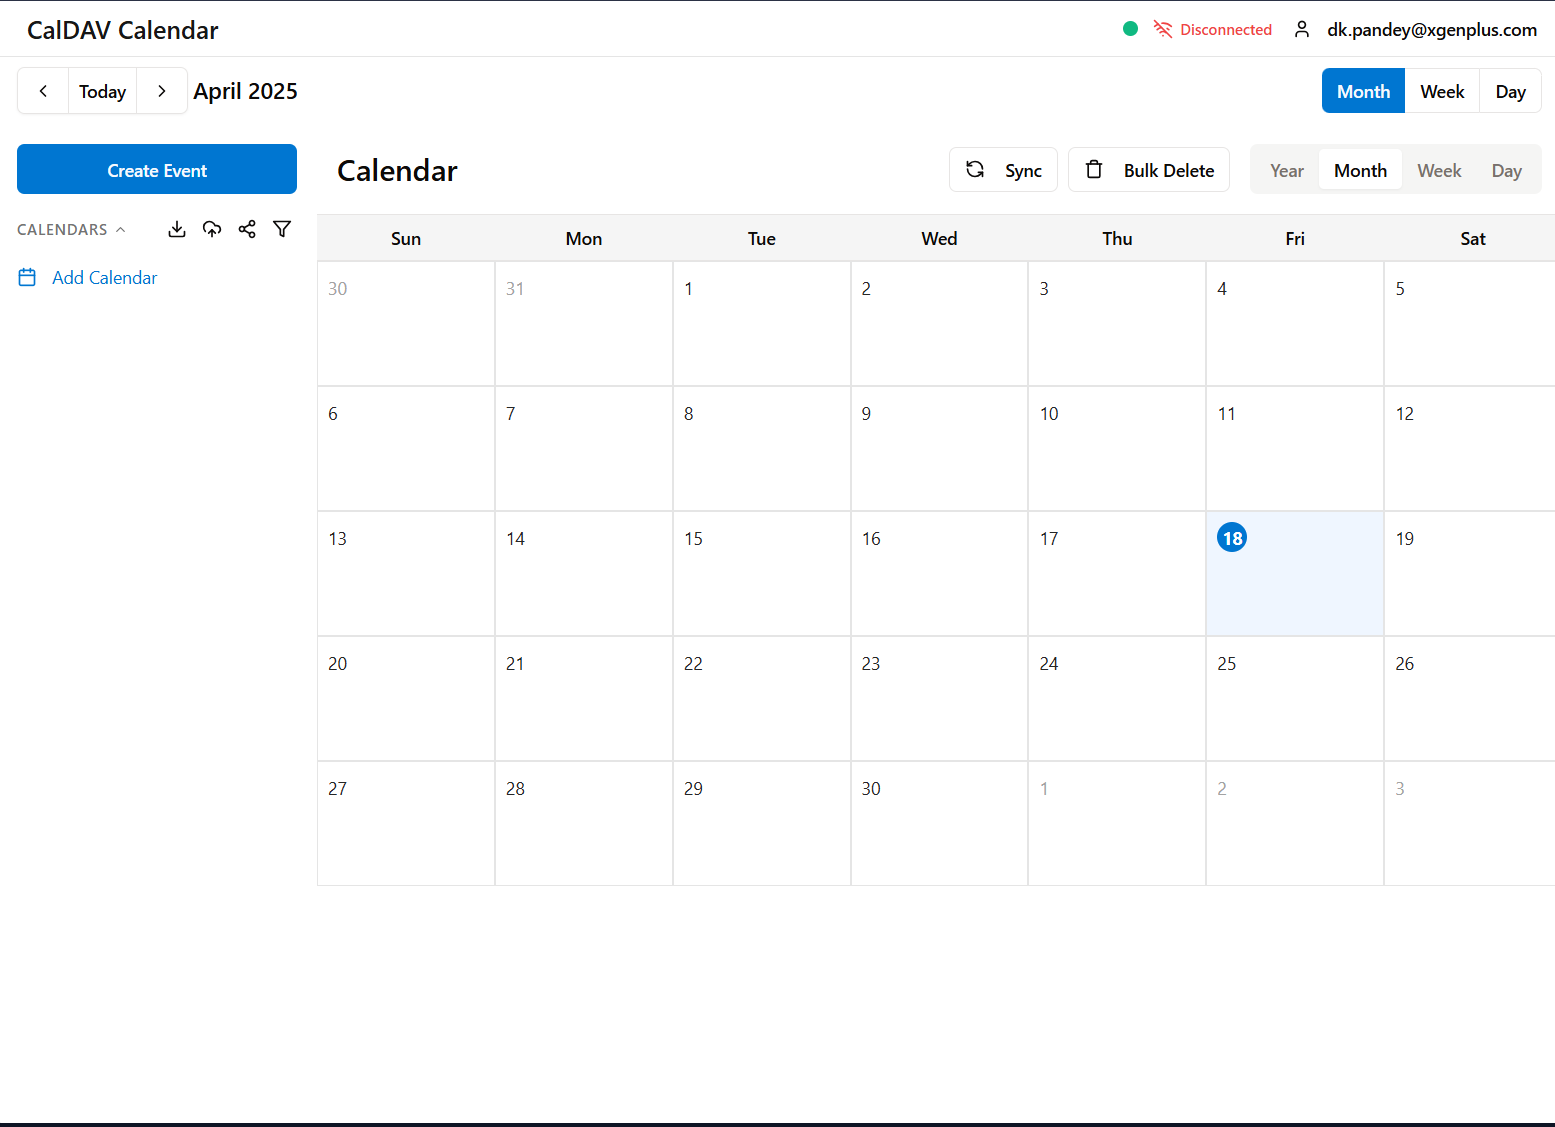 CalDAV Calendar Disconnected dk.pandey@xgenplus.com
Today April 2025 Month Week Day
Create Event Calendar Sync Bulk Delete Year Month Week Day
CALENDARS
Add Calendar
Sun Mon Tue Wed Thu Fri Sat
30 31 1 2 3 4 5
6 7 8 9 10 11 12
13 14 15 16 17 18 19
20 21 22 23 24 25 26
27 28 29 30 1 2 3